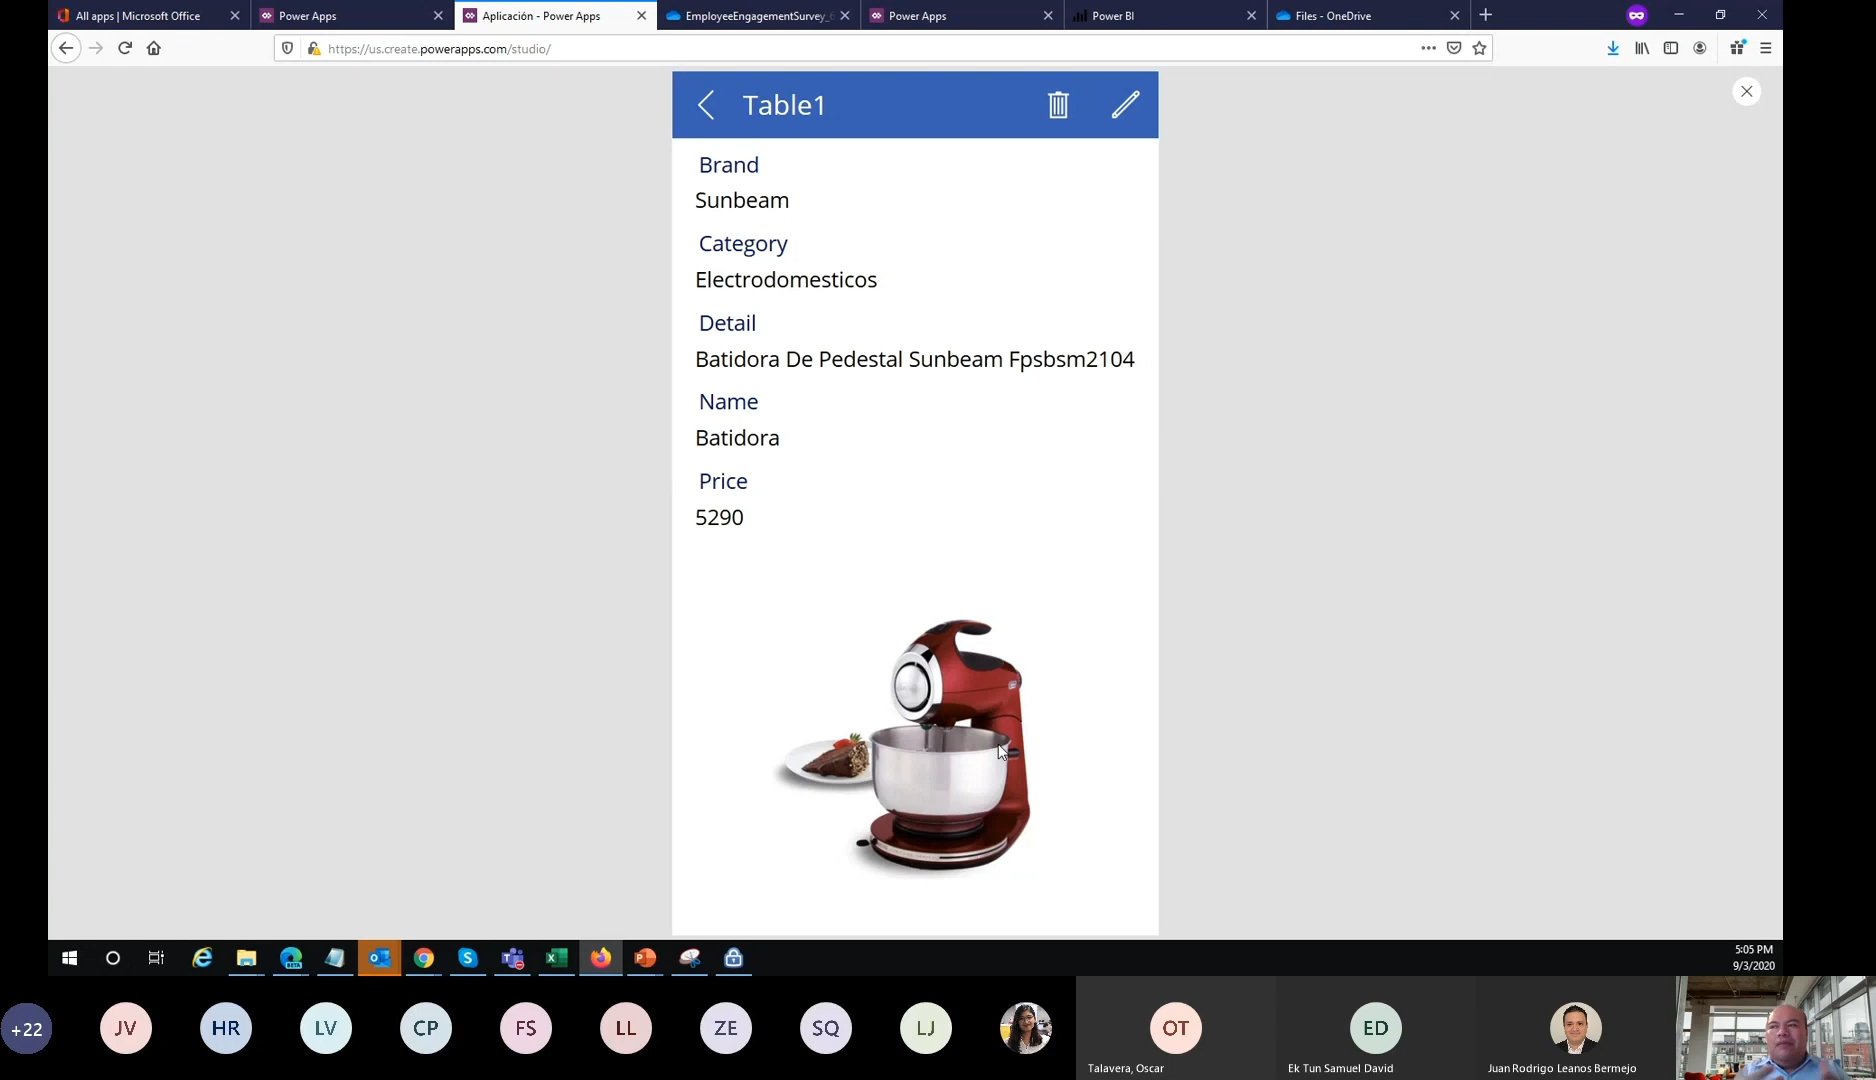 All apps | Microsoft Office
Power Apps
Aplicación - Power Apps
EmployeeEngagementSurvey_
Power Apps
Power BI
Files - OneDrive
https://us.create.powerapps.com/studio/
Table1
Brand
Sunbeam
Category
Electrodomesticos
Detail
Batidora De Pedestal Sunbeam Fpsbsm2104
Name
Batidora
Price
5290
5:05 PM
9/3/2020
+22
JV
HR
LV
CP
FS
LL
ZE
SQ
LJ
OT
ED
Talavera, Oscar
Ek Tun Samuel David
Juan Rodrigo Leanos Bermejo